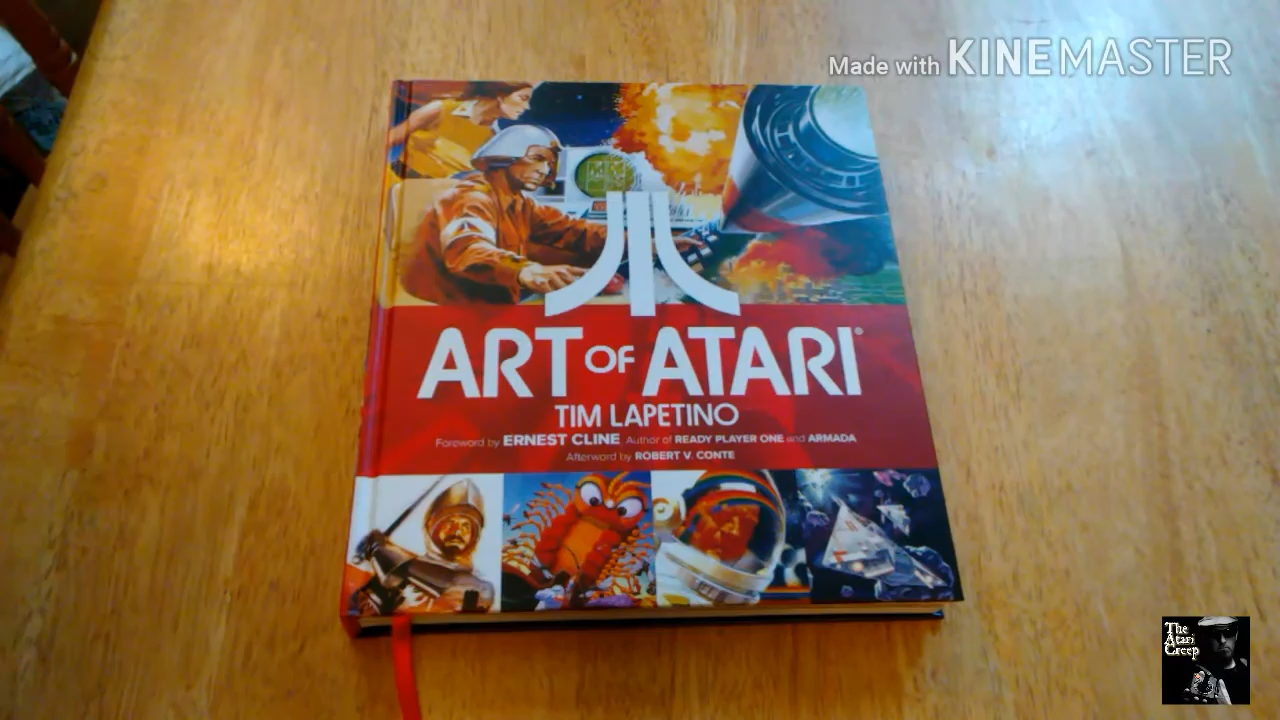 Made with KINEMASTER
ART OF ATARI®
TIM LAPETINO
Foreword by ERNEST CLINE Author of READY PLAYER ONE and ARMADA
Afterword by ROBERT V. CONTE
The
Atari
Creep